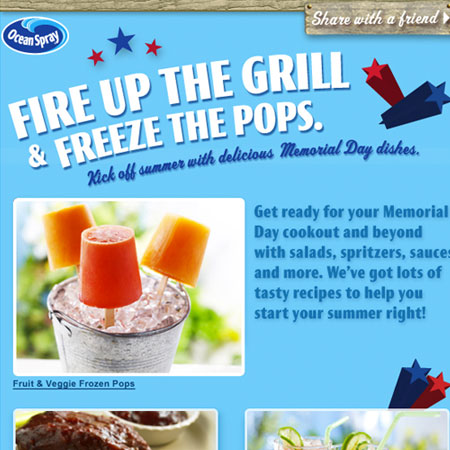 Share with a friend
Ocean Spray
FIRE UP THE GRILL
& FREEZE THE POPS.
Kick off summer with delicious Memorial Day dishes.
Get ready for your Memorial
Day cookout and beyond
with salads, spritzers, sauces
and more. We've got lots of
tasty recipes to help you
start your summer right!
Fruit & Veggie Frozen Pops